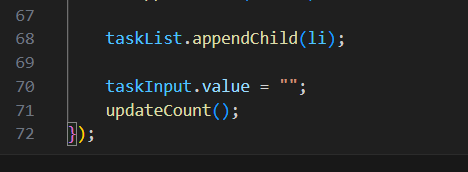 67
68 taskList.appendChild(li);
69
70 taskInput.value = "";
71 updateCount();
72 });